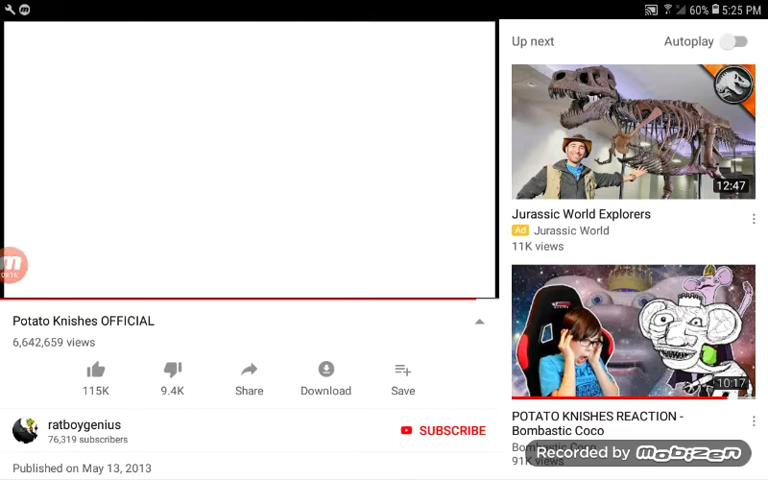 60% 5:25 PM
Up next
Autoplay
12:47
Jurassic World Explorers
Ad Jurassic World
11K views
Potato Knishes OFFICIAL
6,642,659 views
115K
9.4K
Share
Download
Save
ratboygenius
76,319 subscribers
SUBSCRIBE
Published on May 13, 2013
10:17
POTATO KNISHES REACTION -
Bombastic Coco
Bombastic Coco
91K views
Recorded by mobizen